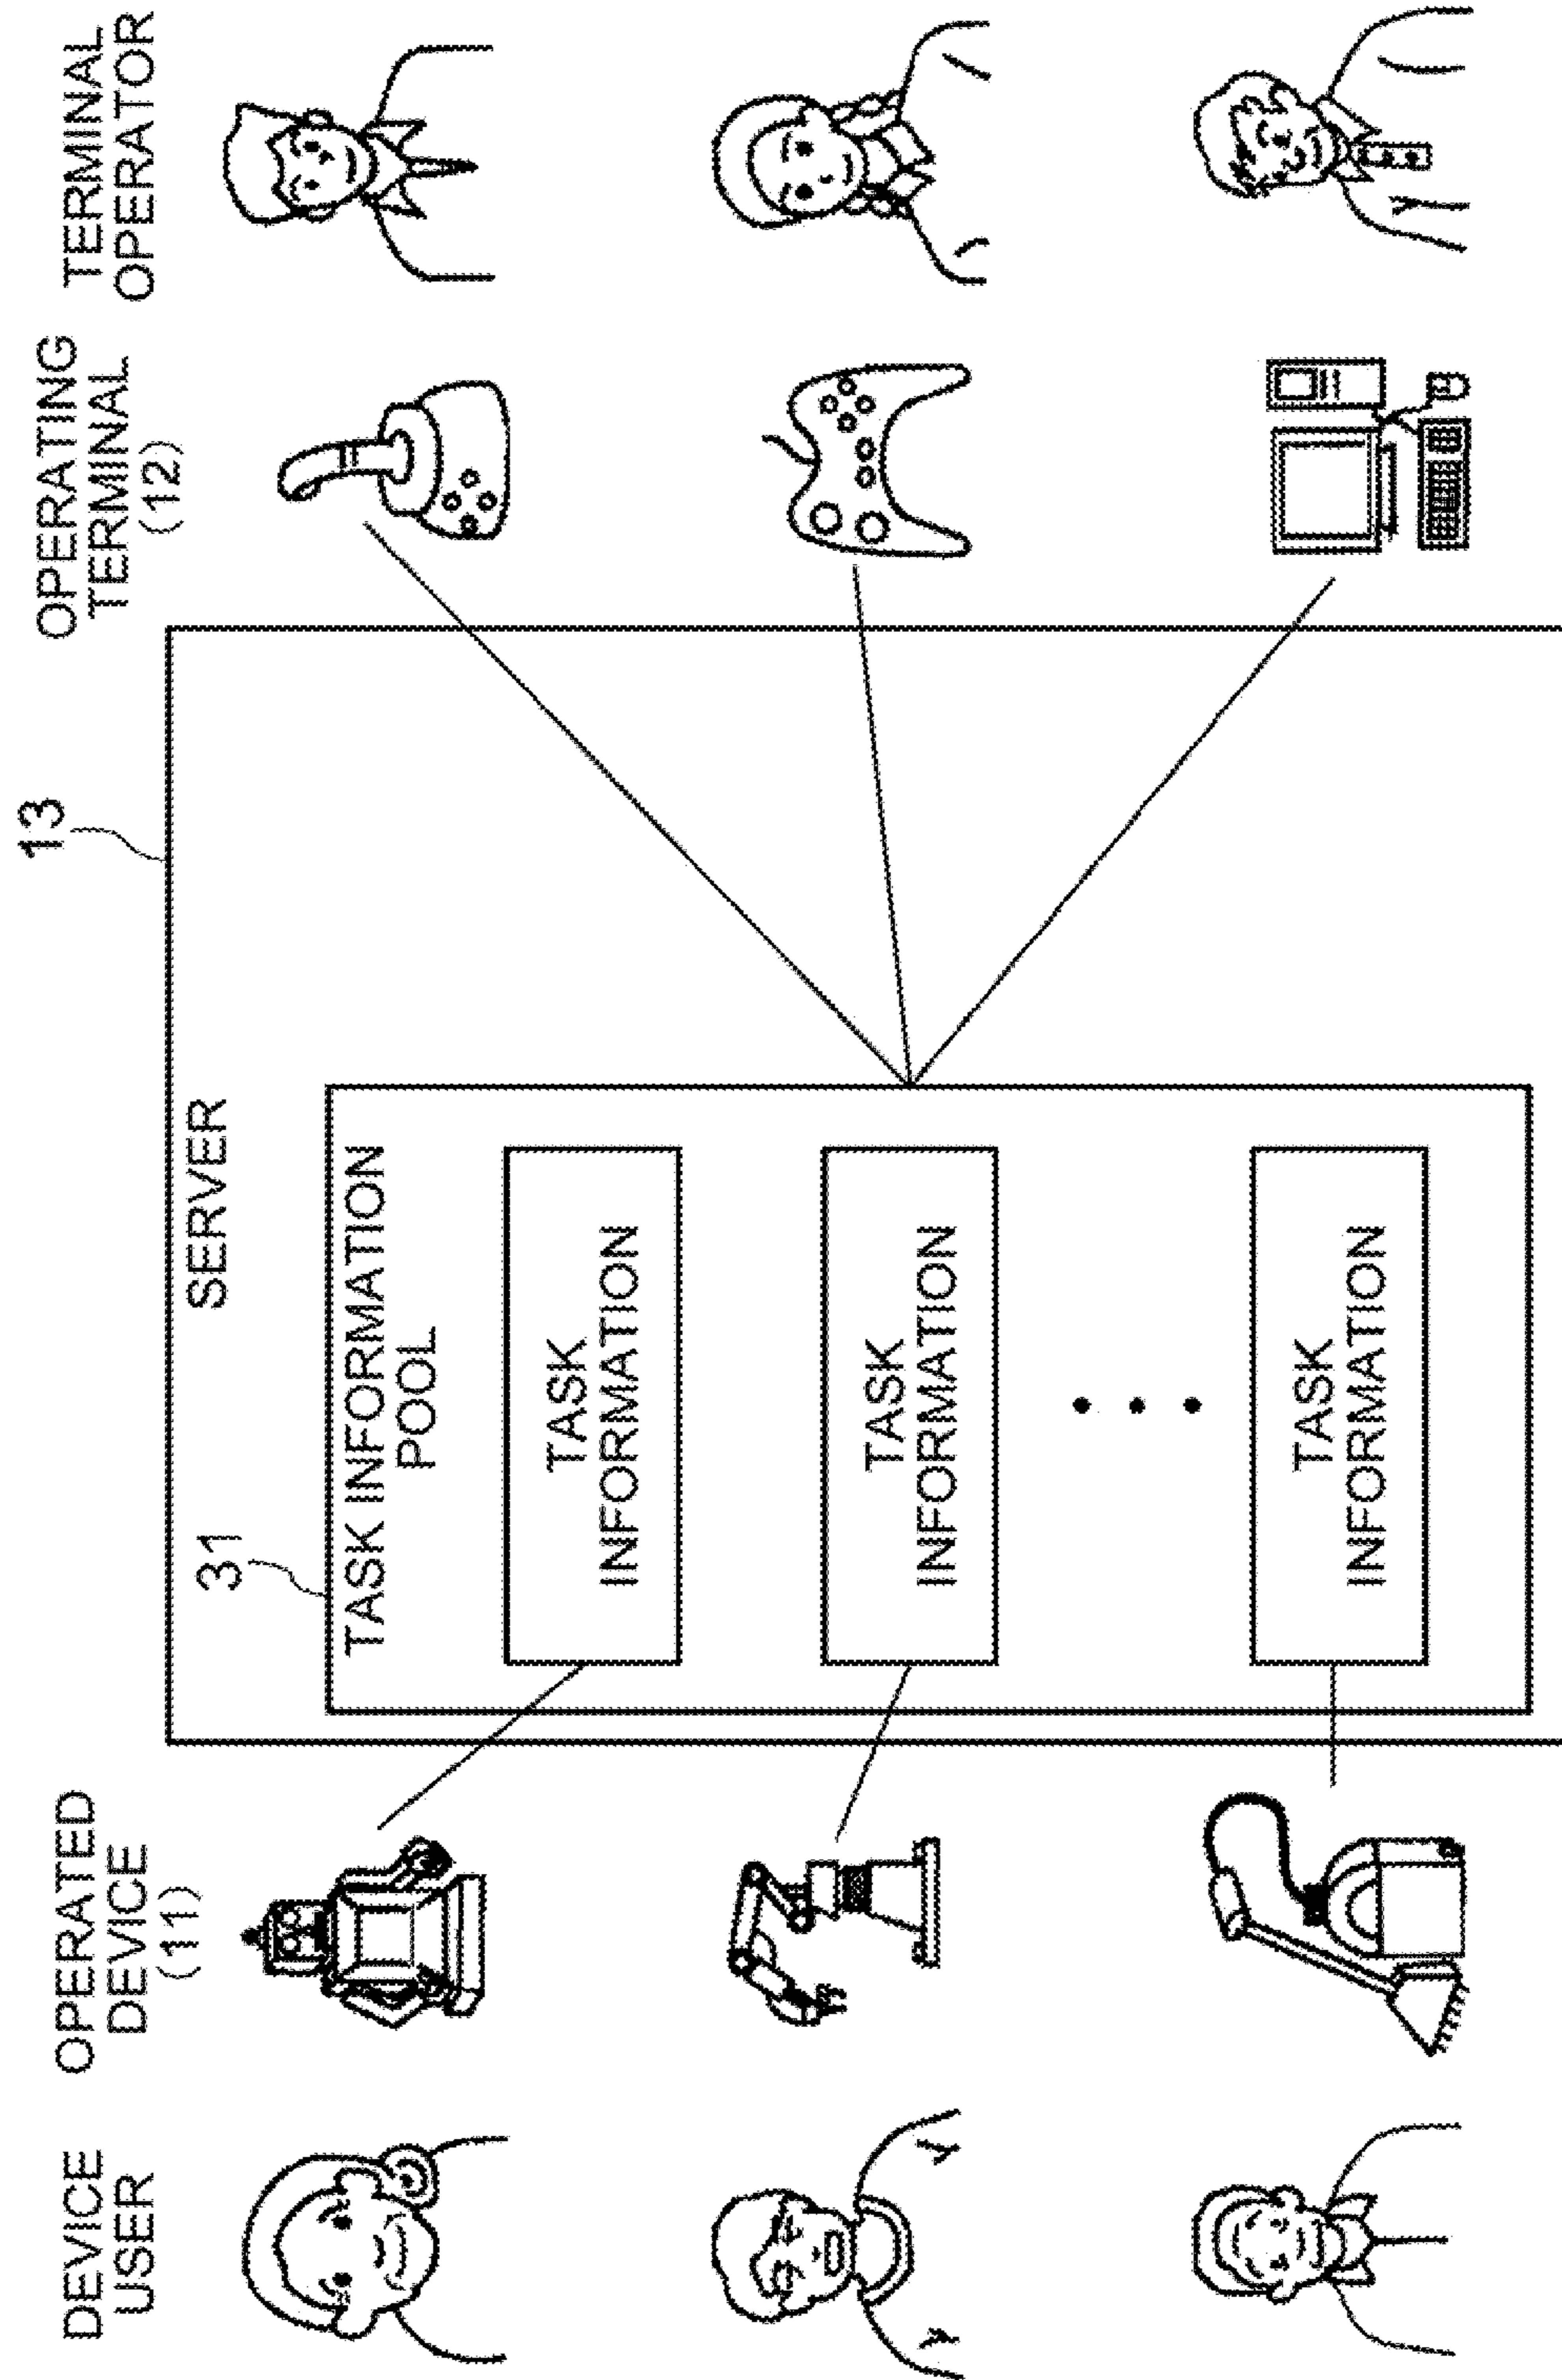 DEVICE
USER
OPERATED
DEVICE
(11)
13
SERVER
31
TASK INFORMATION
POOL
TASK
INFORMATION
TASK
INFORMATION
TASK
INFORMATION
OPERATING
TERMINAL
(12)
TERMINAL
OPERATOR